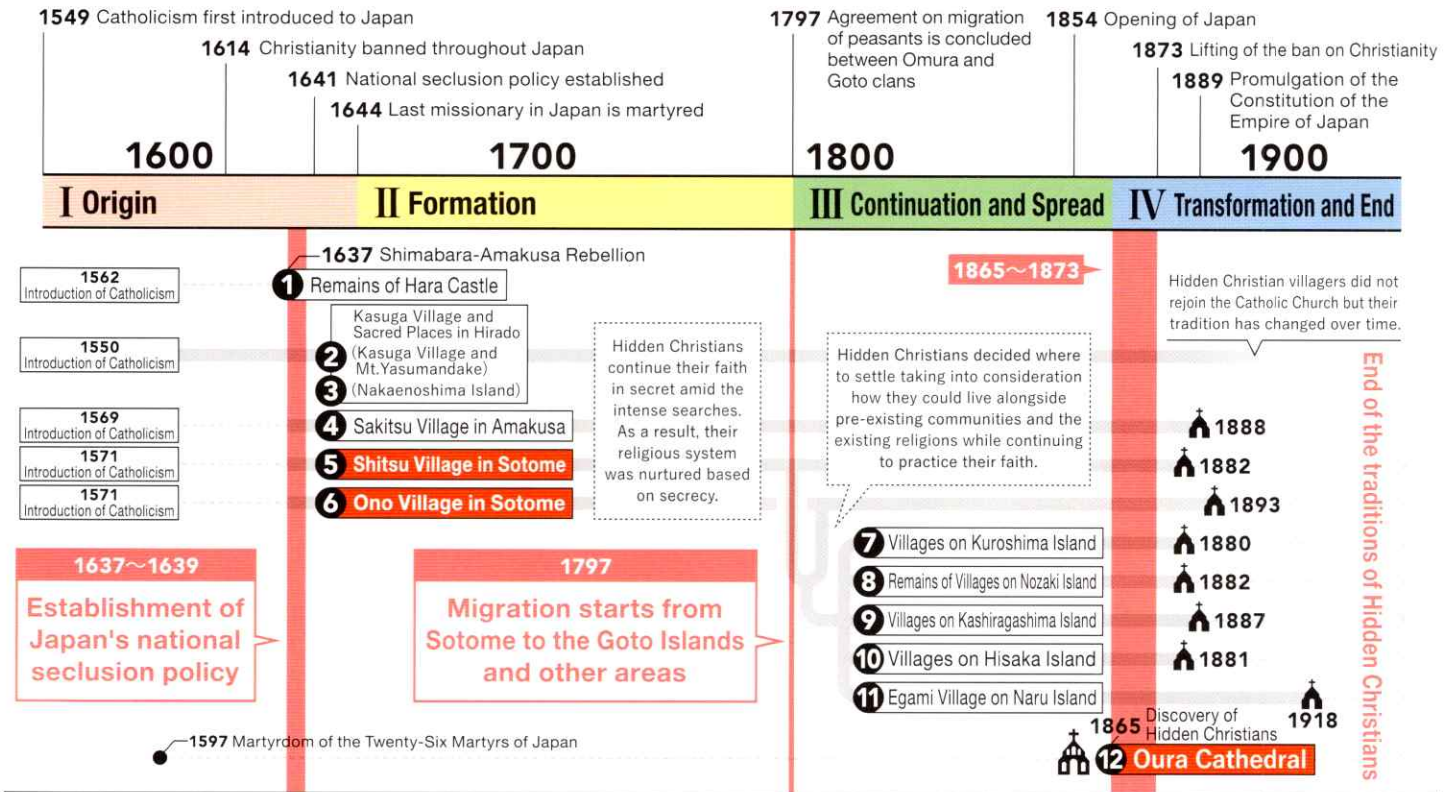 1549 Catholicism first introduced to Japan
1614 Christianity banned throughout Japan
1641 National seclusion policy established
1644 Last missionary in Japan is martyred
1797 Agreement on migration
of peasants is concluded
between Omura and
Goto clans
1854 Opening of Japan
1873 Lifting of the ban on Christianity
1889 Promulgation of the
Constitution of the
Empire of Japan
1600
1700
1800
1900
I Origin
II Formation
III Continuation and Spread
IV Transformation and End
1637 Shimabara-Amakusa Rebellion
1562
Introduction of Catholicism
1 Remains of Hara Castle
1550
Introduction of Catholicism
Kasuga Village and
Sacred Places in Hirado
2 (Kasuga Village and
Mt.Yasumandake)
3 (Nakaenoshima Island)
1569
Introduction of Catholicism
4 Sakitsu Village in Amakusa
1571
Introduction of Catholicism
5 Shitsu Village in Sotome
1571
Introduction of Catholicism
6 Ono Village in Sotome
Hidden Christians
continue their faith
in secret amid the
intense searches.
As a result, their
religious system
was nurtured based
on secrecy.
1865~1873
Hidden Christians decided where
to settle taking into consideration
how they could live alongside
pre-existing communities and the
existing religions while continuing
to practice their faith.
Hidden Christian villagers did not
rejoin the Catholic Church but their
tradition has changed over time.
1888
1882
1893
1637~1639
Establishment of
Japan's national
seclusion policy
1797
Migration starts from
Sotome to the Goto Islands
and other areas
7 Villages on Kuroshima Island
1880
8 Remains of Villages on Nozaki Island
1882
9 Villages on Kashiragashima Island
1887
10 Villages on Hisaka Island
1881
11 Egami Village on Naru Island
1918
End of the traditions of Hidden Christians
1597 Martyrdom of the Twenty-Six Martyrs of Japan
1865 Discovery of
Hidden Christians
12 Oura Cathedral